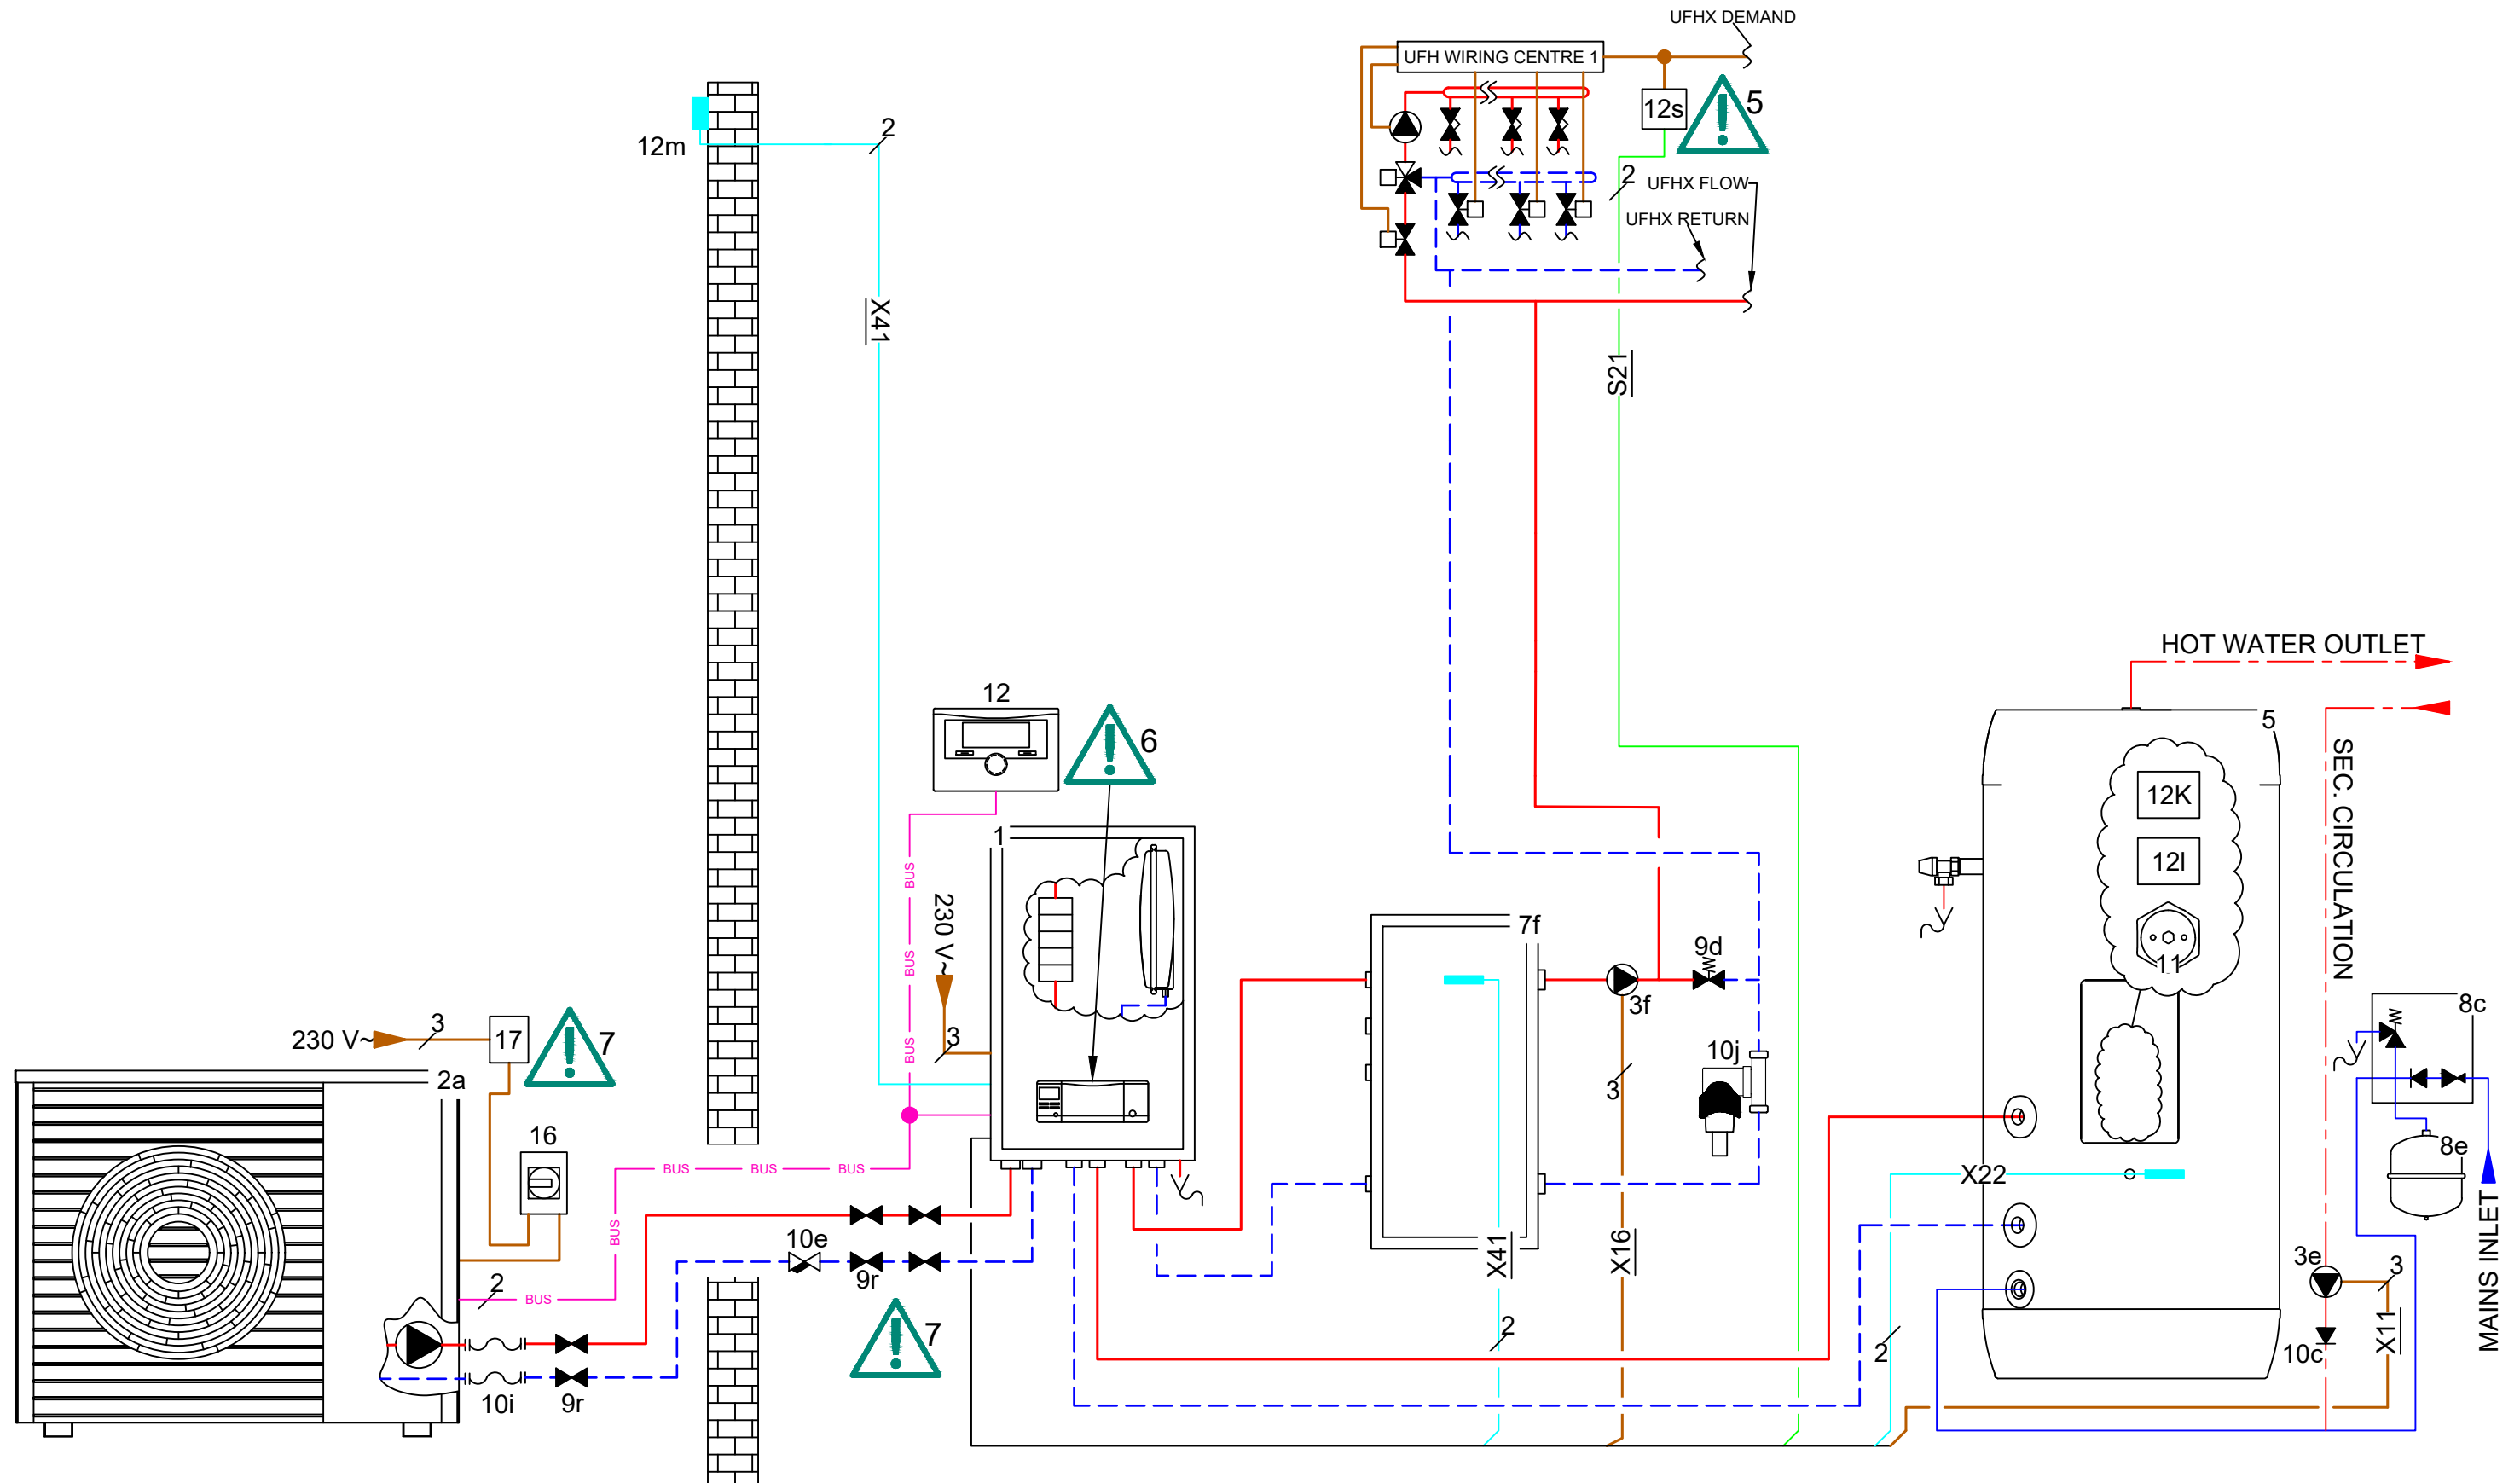 UFHX DEMAND
UFH WIRING CENTRE 1
12s
5
2
12m
2
UFHX FLOW
UFHX RETURN
X41
S21
HOT WATER OUTLET
12
6
5
SEC. CIRCULATION
12K
12l
11
1
BUS
BUS
BUS
230 V~
3
7f
9d
3f
10j
3
8c
8e
MAINS INLET
230 V~
3
17
7
2a
16
BUS
BUS
BUS
BUS
2
BUS
10e
9r
7
10i
9r
X22
X41
X16
2
2
3e
3
10c
X11